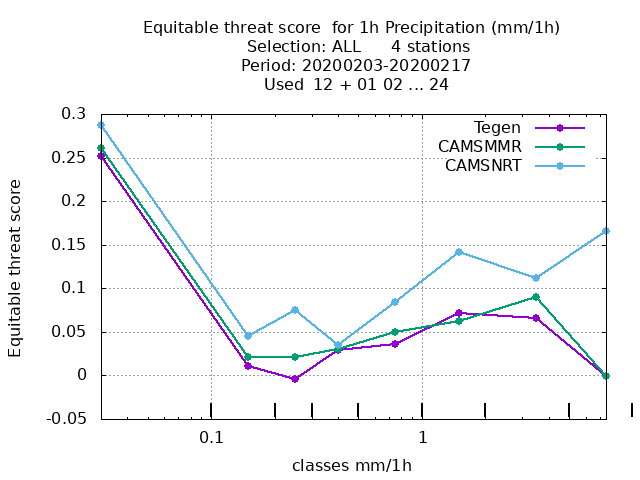 Equitable threat score  for 1h Precipitation (mm/1h)
Selection: ALL      4 stations
Period: 20200203-20200217
Used  12 + 01 02 ... 24
Tegen
CAMSMMR
CAMSNRT
0.3
0.25
0.2
0.15
0.1
0.05
0
-0.05
Equitable threat score
0.1 1
classes mm/1h